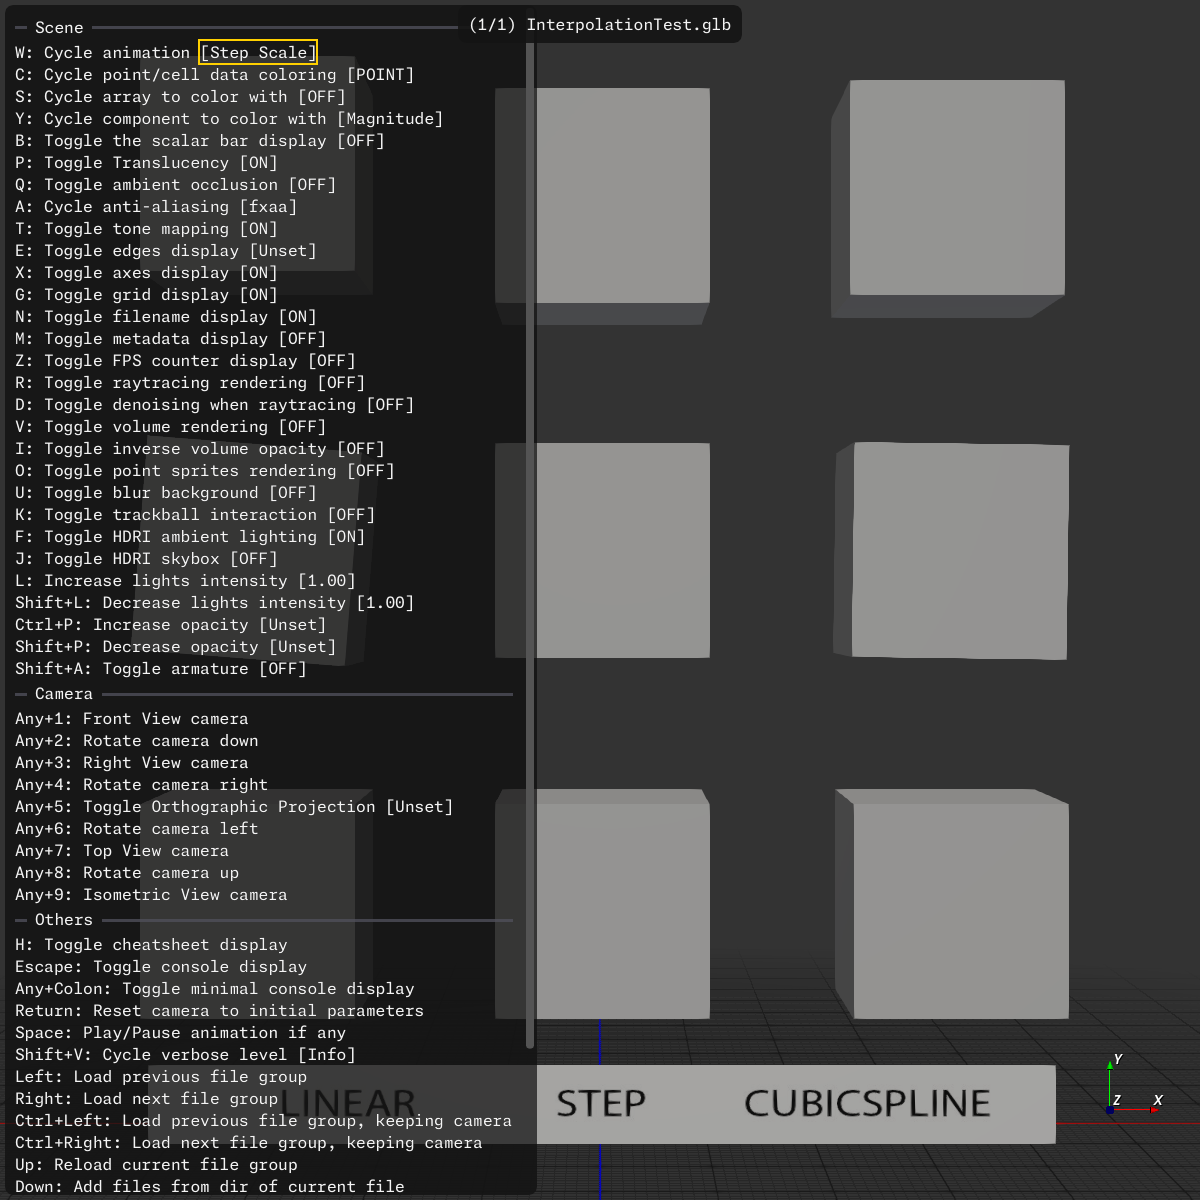 Scene
(1/1) InterpolationTest.glb
W: Cycle animation [Step Scale]
C: Cycle point/cell data coloring [POINT]
S: Cycle array to color with [OFF]
Y: Cycle component to color with [Magnitude]
B: Toggle the scalar bar display [OFF]
P: Toggle Translucency [ON]
Q: Toggle ambient occlusion [OFF]
A: Cycle anti-aliasing [fxaa]
T: Toggle tone mapping [ON]
E: Toggle edges display [Unset]
X: Toggle axes display [ON]
G: Toggle grid display [ON]
N: Toggle filename display [ON]
M: Toggle metadata display [OFF]
Z: Toggle FPS counter display [OFF]
R: Toggle raytracing rendering [OFF]
D: Toggle denoising when raytracing [OFF]
V: Toggle volume rendering [OFF]
I: Toggle inverse volume opacity [OFF]
O: Toggle point sprites rendering [OFF]
U: Toggle blur background [OFF]
K: Toggle trackball interaction [OFF]
F: Toggle HDRI ambient lighting [ON]
J: Toggle HDRI skybox [OFF]
L: Increase lights intensity [1.00]
Shift+L: Decrease lights intensity [1.00]
Ctrl+P: Increase opacity [Unset]
Shift+P: Decrease opacity [Unset]
Shift+A: Toggle armature [OFF]
Camera
Any+1: Front View camera
Any+2: Rotate camera down
Any+3: Right View camera
Any+4: Rotate camera right
Any+5: Toggle Orthographic Projection [Unset]
Any+6: Rotate camera left
Any+7: Top View camera
Any+8: Rotate camera up
Any+9: Isometric View camera
Others
H: Toggle cheatsheet display
Escape: Toggle console display
Any+Colon: Toggle minimal console display
Return: Reset camera to initial parameters
Space: Play/Pause animation if any
Shift+V: Cycle verbose level [Info]
Left: Load previous file group
Right: Load next file group
Ctrl+Left: Load previous file group, keeping camera
Ctrl+Right: Load next file group, keeping camera
Up: Reload current file group
Down: Add files from dir of current file
LINEAR STEP CUBICSPLINE
Y
Z X